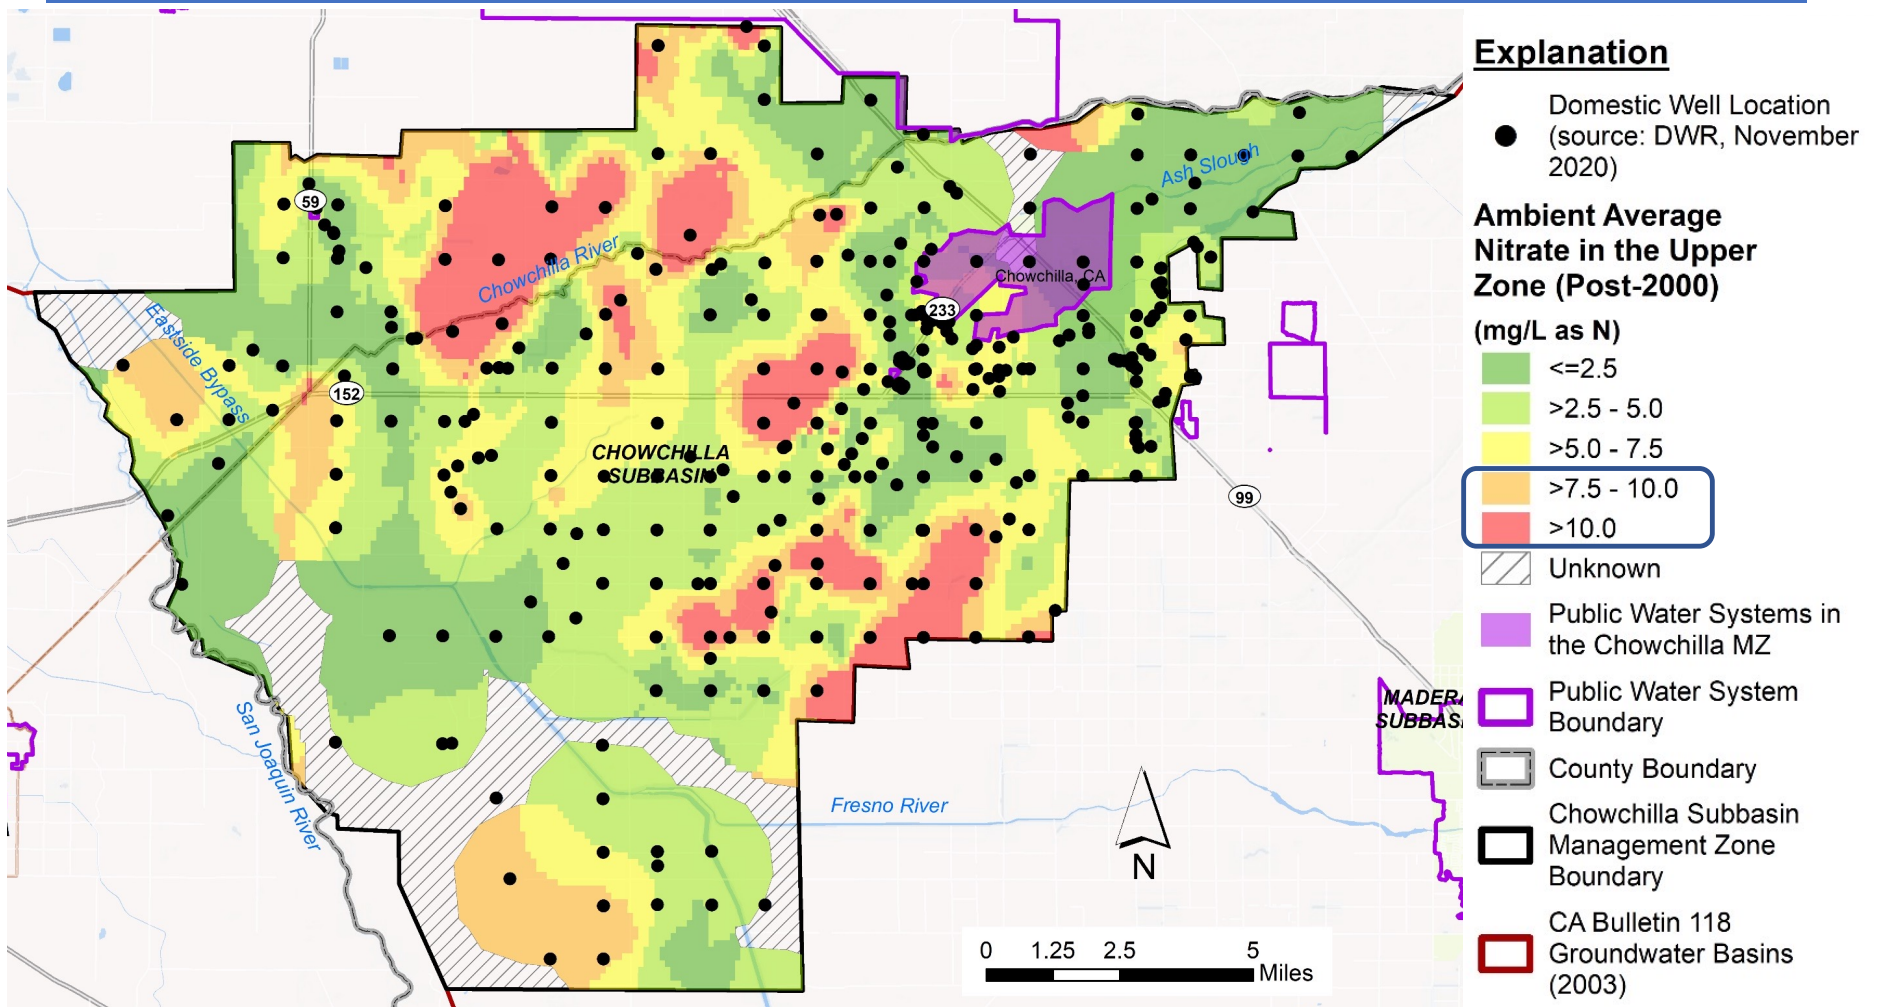 59
Chowchilla River
Ash Slough
Chowchilla, CA
233
Eastside Bypass
152
CHOWCHILLA
SUBBASIN
99
San Joaquin River
Fresno River
MADER
SUBBAS
N
0 1.25 2.5 5
Miles
Explanation
Domestic Well Location
(source: DWR, November
2020)
Ambient Average
Nitrate in the Upper
Zone (Post-2000)
(mg/L as N)
<=2.5
>2.5 - 5.0
>5.0 - 7.5
>7.5 - 10.0
>10.0
Unknown
Public Water Systems in
the Chowchilla MZ
Public Water System
Boundary
County Boundary
Chowchilla Subbasin
Management Zone
Boundary
CA Bulletin 118
Groundwater Basins
(2003)